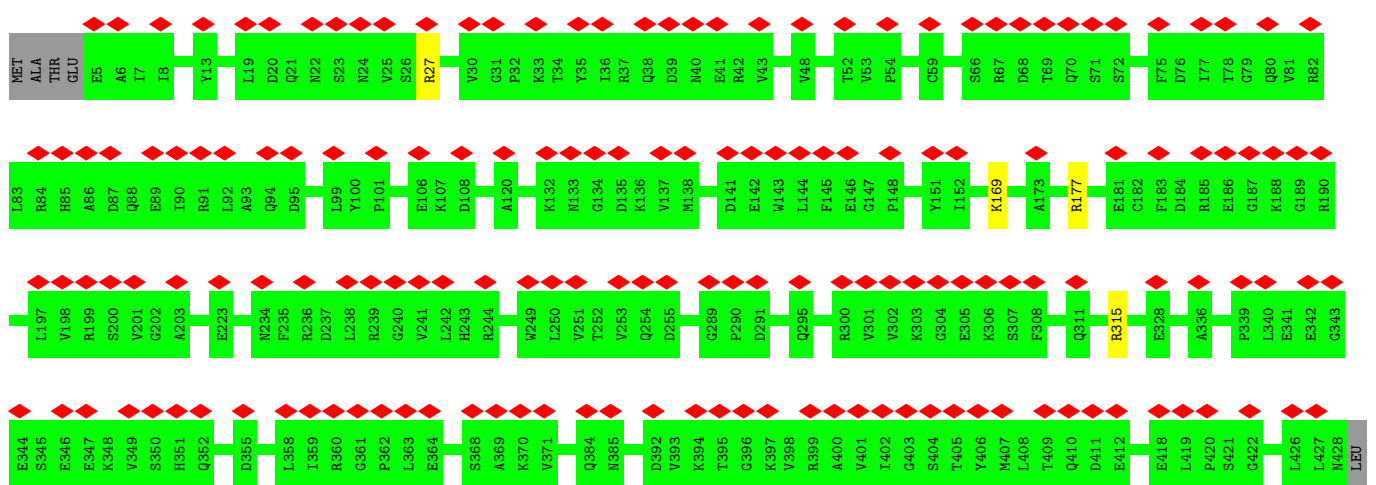 MET ALA THR GLU E5 A6 I7 I8 Y13 L19 D20 Q21 N22 S23 N24 V25 S26 R27 V30 G31 P32 K33 T34 Y35 I36 R37 Q38 D39 N40 E41 R42 V43 V48 T52 V53 P54 C59 S66 R67 D68 T69 Q70 S71 S72 F75 D76 I77 T78 G79 Q80 V81 R82
L83 R84 H85 A86 D87 Q88 E89 I90 R91 L92 A93 Q94 D95 L99 Y100 P101 E106 K107 D108 A120 K132 N133 G134 D135 K136 V137 M138 D141 E142 W143 L144 F145 E146 G147 P148 Y151 I152 K169 A173 R177 E181 C182 F183 D184 R185 E186 G187 K188 G189 R190
L197 V198 R199 S200 V201 G202 A203 E223 N234 F235 R236 D237 L238 R239 G240 V241 L242 H243 R244 W249 L250 V251 T252 V253 Q254 D255 G289 P290 D291 Q295 R300 V301 V302 K303 G304 E305 K306 S307 F308 Q311 R315 E328 A336 P339 L340 E341 E342 G343
E344 S345 E346 E347 K348 V349 S350 H351 Q352 D355 L358 I359 R360 G361 P362 L363 E364 S368 A369 K370 V371 Q384 N385 D392 V393 K394 T395 G396 K397 V398 R399 A400 V401 I402 G403 S404 T405 Y406 M407 L408 T409 Q410 D411 E412 E418 L419 P420 S421 G422 L426 L427 N428 LEU